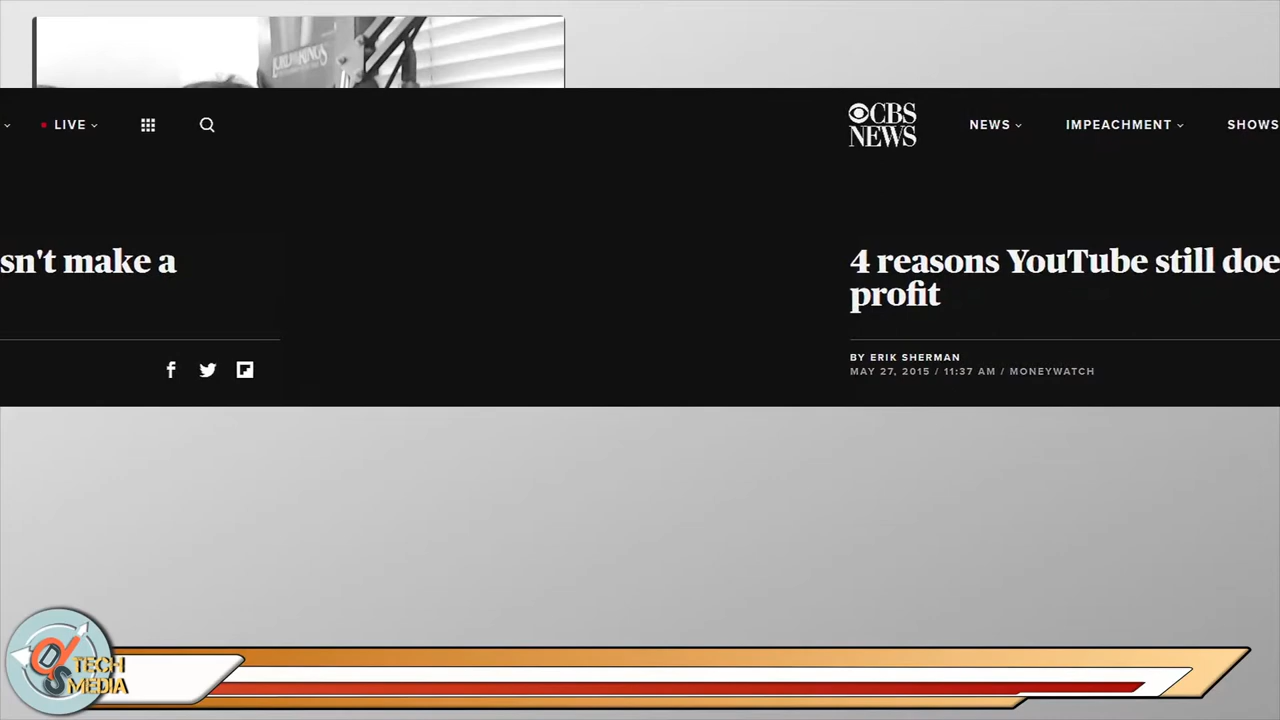 LIVE
CBS
NEWS
NEWS
IMPEACHMENT
SHOWS
sn't make a
4 reasons YouTube still doe
profit
BY ERIK SHERMAN
MAY 27, 2015 / 11:37 AM / MONEYWATCH
f
TECH
MEDIA